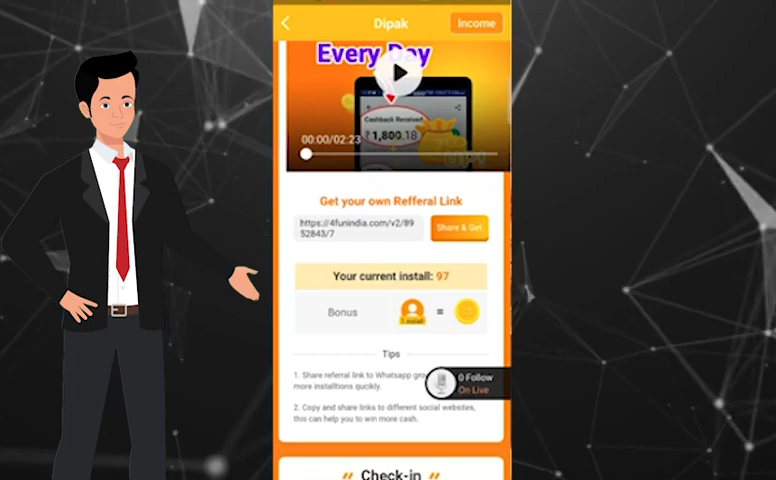 Dipak
Income
Every Day
Cashback Received
₹ 1,800.18
00:00/02:23
Get your own Refferal Link
https://4funindia.com/v2/89
52843/7
Share & Get
Your current install: 97
Bonus
1 Install
=
Tips
1. Share referral link to Whatsapp
more installtions qucikly.
0 Follow
On Live
2. Copy and share links to different social websites,
this can help you to win more cash.
Check-in